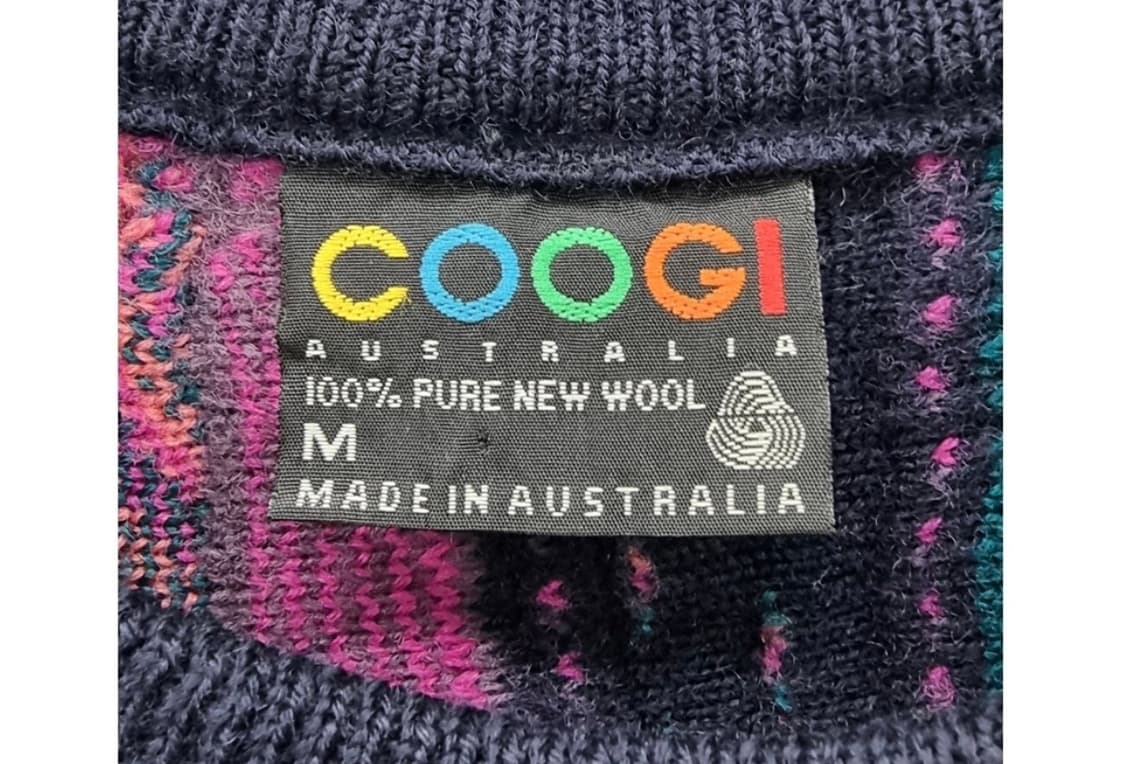 COOGI
AUSTRALIA
100% PURE NEW WOOL
M
MADE IN AUSTRALIA